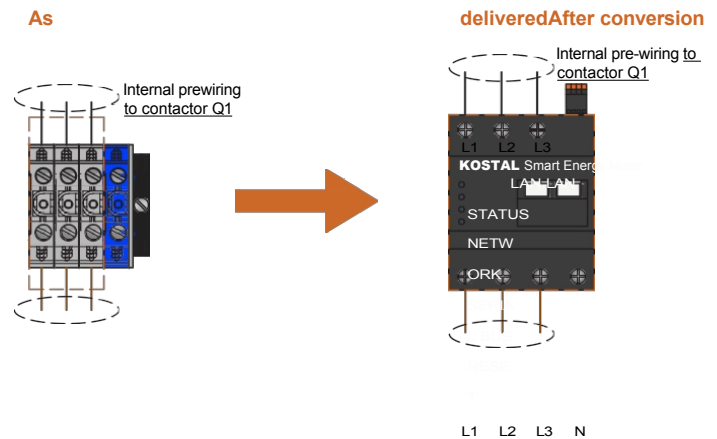 As
deliveredAfter conversion
Internal prewiring
to contactor Q1
Internal pre-wiring to
contactor Q1
L1 L2 L3
KOSTAL Smart Energ
LAN LAN
STATUS
NETW
ORK
L1 L2 L3 N